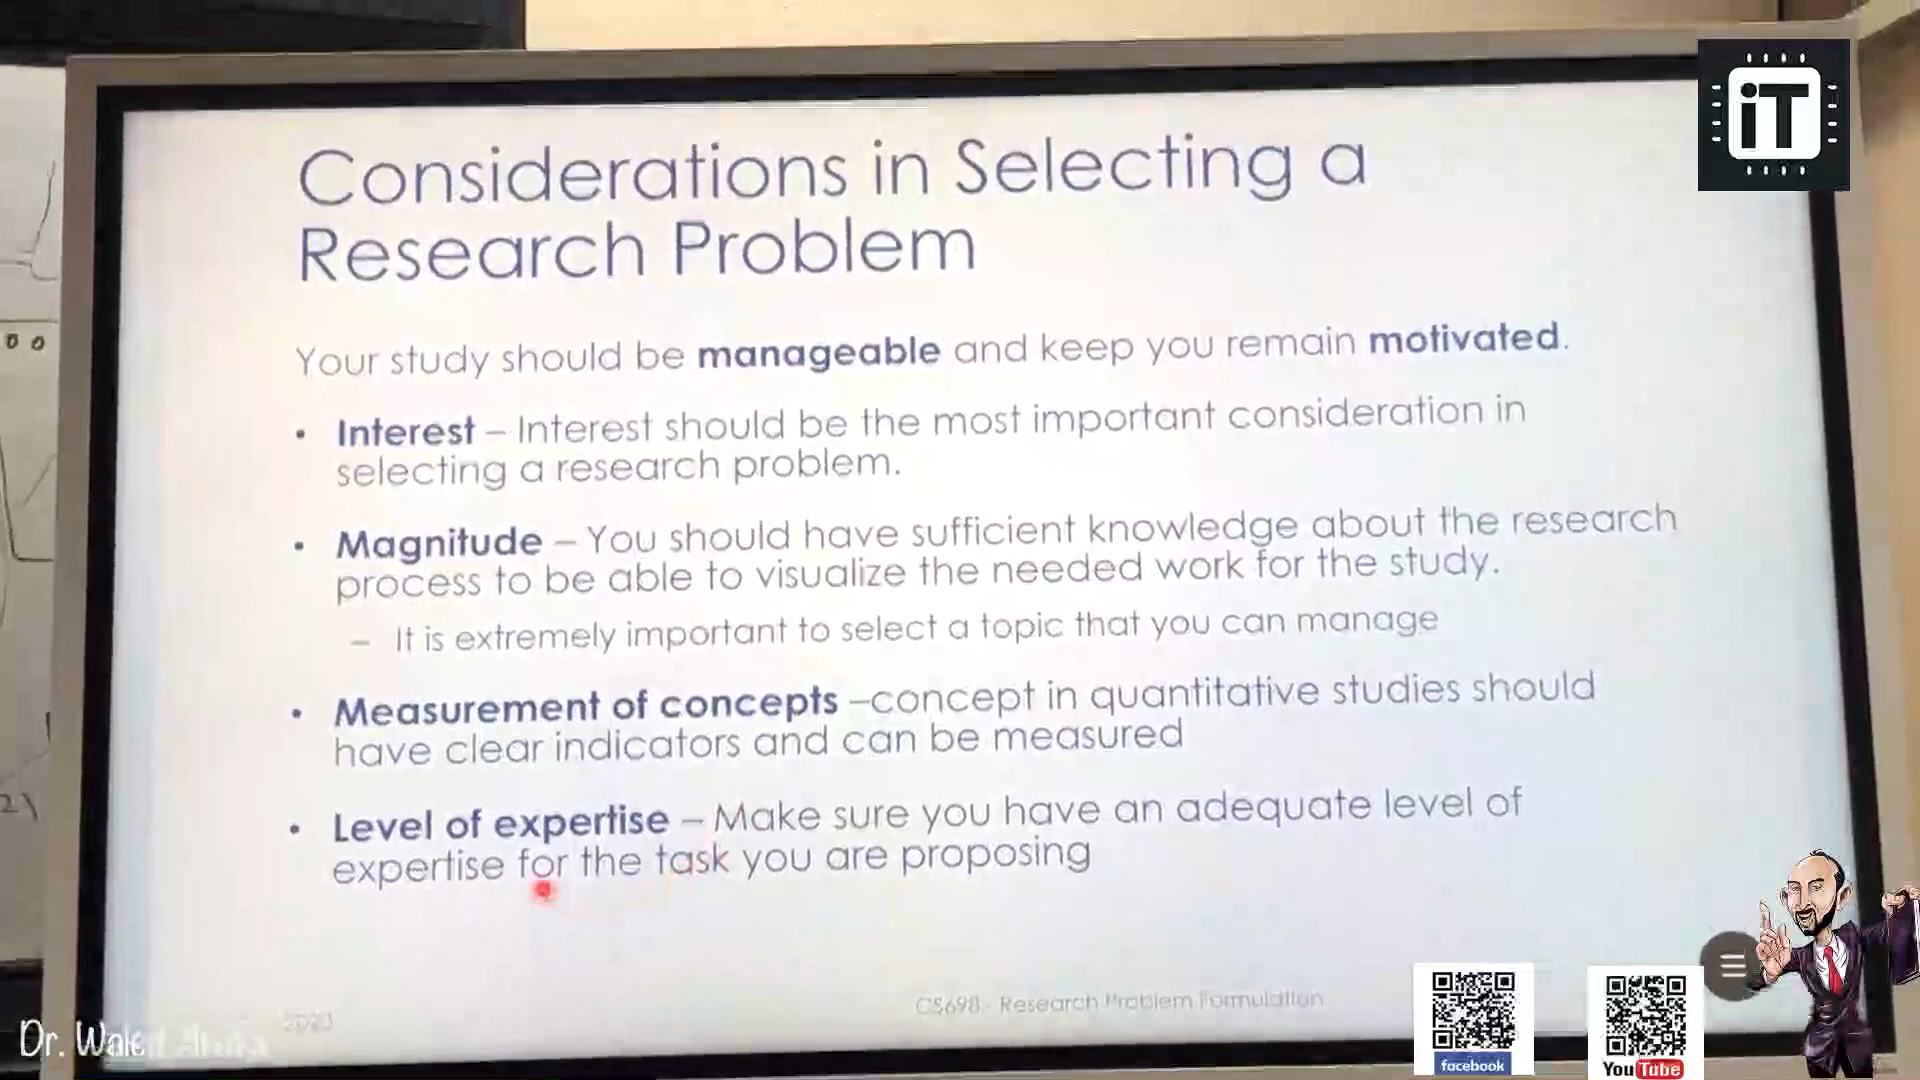 iT
Considerations in Selecting a
Research Problem
Your study should be manageable and keep you remain motivated.
• Interest – Interest should be the most important consideration in
selecting a research problem.
• Magnitude – You should have sufficient knowledge about the research
process to be able to visualize the needed work for the study.
– It is extremely important to select a topic that you can manage
• Measurement of concepts –concept in quantitative studies should
have clear indicators and can be measured
• Level of expertise – Make sure you have an adequate level of
expertise for the task you are proposing
2023
CS698 - Research Problem Formulation
Dr.
facebook
YouTube